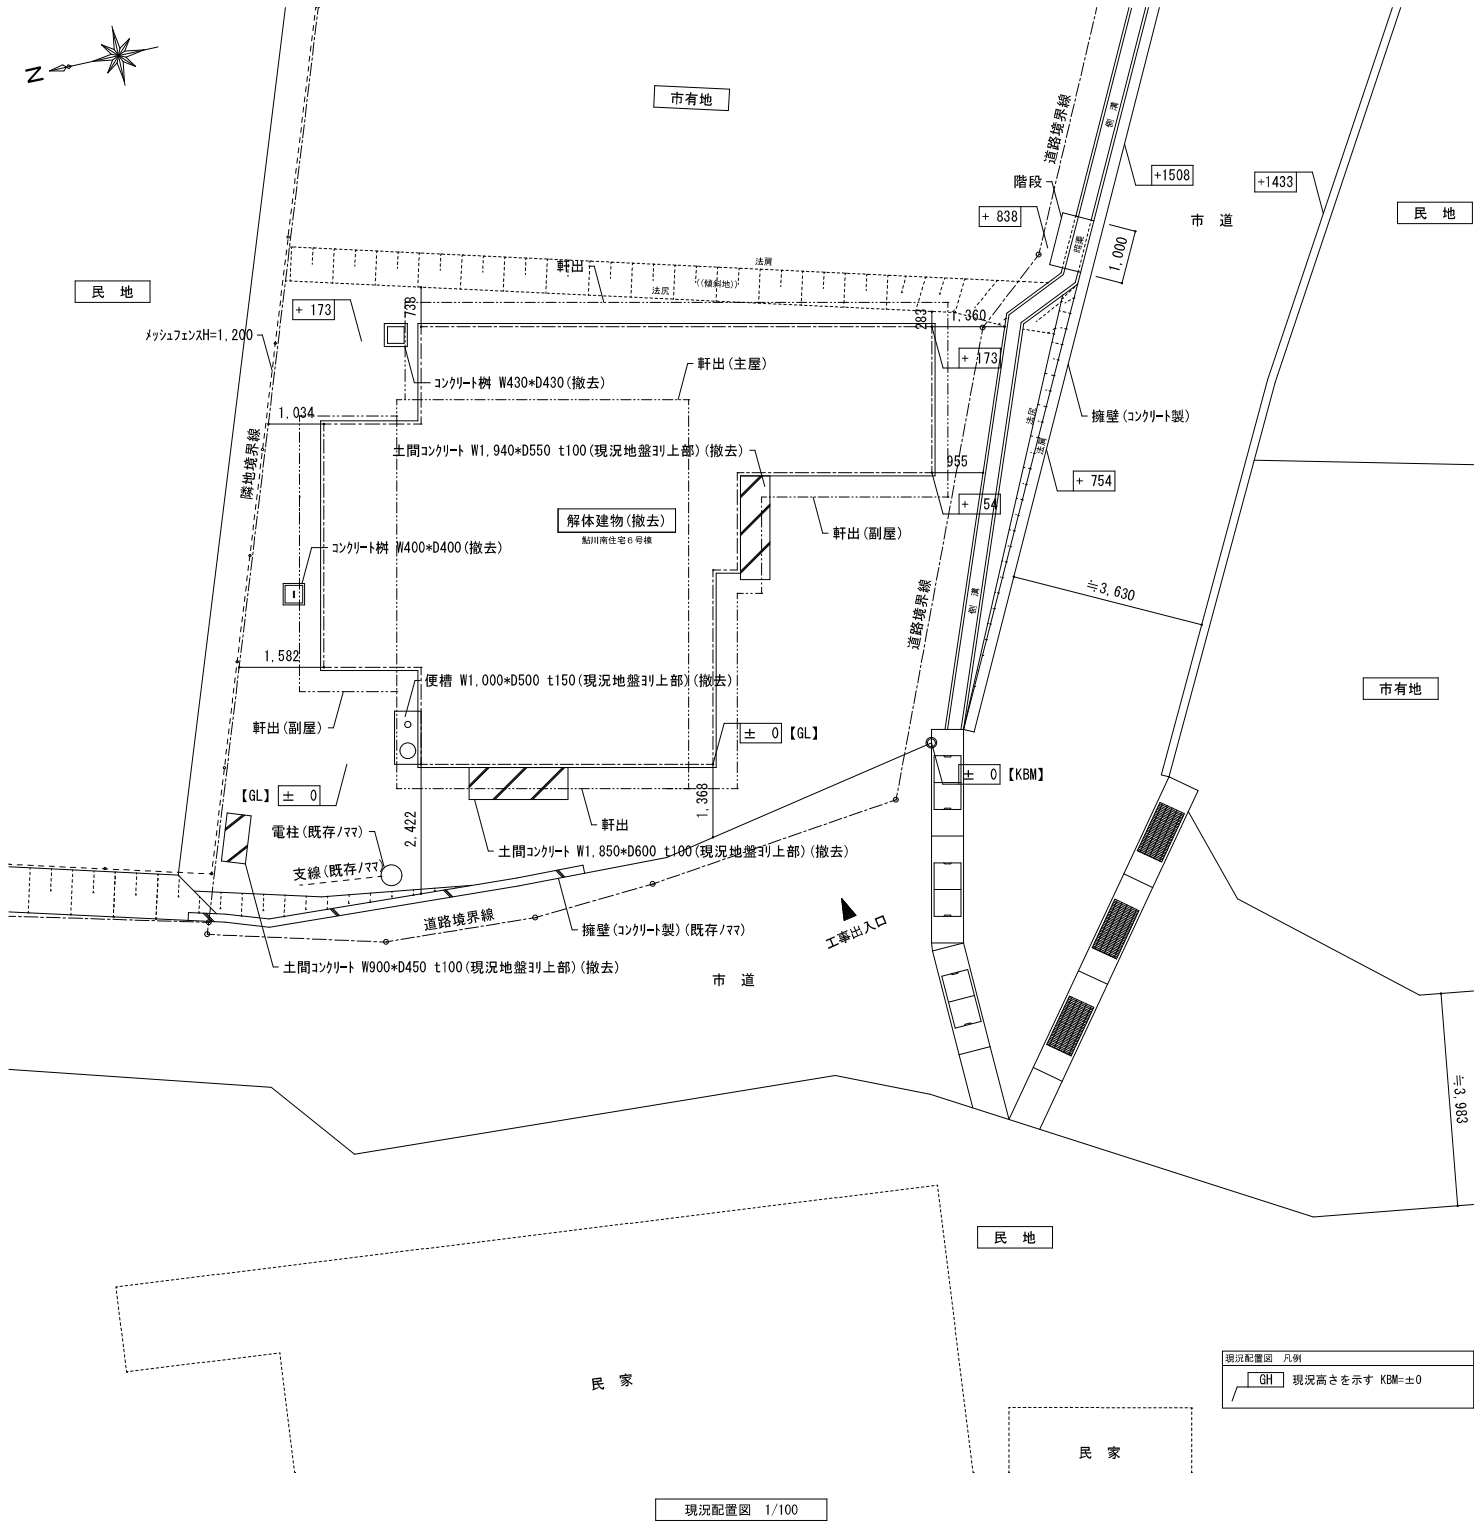 N
市有地
道路境界線
側 溝
階段
+1508
+1433
+ 838
市 道
民 地
踏面
1,000
民 地
法肩
軒出
法尻
((傾斜地))
+ 173
738
283
1,360
メッシュフェンスH=1,200
+ 173
軒出(主屋)
コンクリート桝 W430*D430(撤去)
1,034
擁壁(コンクリート製)
法尻
法肩
隣地境界線
土間コンクリート W1,940*D550 t100(現況地盤ヨリ上部)(撤去)
955
+ 754
+ 54
解体建物(撤去)
鮎川南住宅6号棟
軒出(副屋)
コンクリート桝 W400*D400(撤去)
≒3,630
側 溝
道路境界線
1,582
便槽 W1,000*D500 t150(現況地盤ヨリ上部)(撤去)
市有地
軒出(副屋)
± 0【GL】
± 0【KBM】
【GL】± 0
1,368
軒出
電柱(既存ノママ)
2,422
土間コンクリート W1,850*D600 t100(現況地盤ヨリ上部)(撤去)
支線(既存ノママ)
道路境界線
擁壁(コンクリート製)(既存ノママ)
工事出入口
土間コンクリート W900*D450 t100(現況地盤ヨリ上部)(撤去)
市 道
≒3,983
民 地
民 家
現況配置図 凡例
GH 現況高さを示す KBM=±0
民 家
現況配置図 1/100